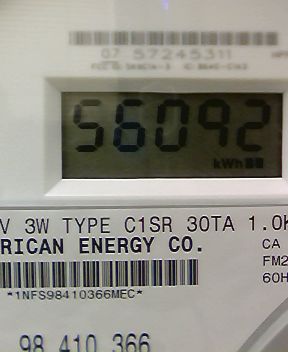 07 57245311
56092
kWh
V 3W TYPE C1SR 30TA 1.0K
RICAN ENERGY CO.
CA
FM2
60H
*1NFS98410366MEC*
98 410 366